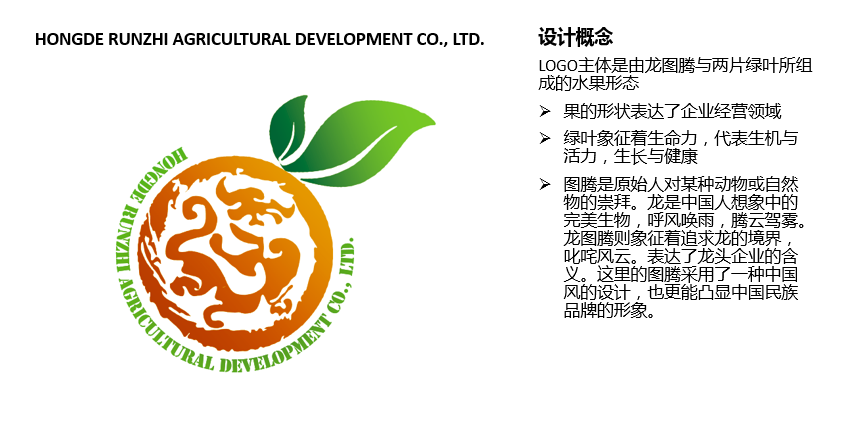 HONGDE RUNZHI AGRICULTURAL DEVELOPMENT CO., LTD.
HONGDE RUNZHI AGRICULTURAL DEVELOPMENT CO., LTD.
设计概念
LOGO主体是由龙图腾与两片绿叶所组
成的水果形态
➢ 果的形状表达了企业经营领域
➢ 绿叶象征着生命力，代表生机与
活力，生长与健康
➢ 图腾是原始人对某种动物或自然
物的崇拜。龙是中国人想象中的
完美生物，呼风唤雨，腾云驾雾。
龙图腾则象征着追求龙的境界，
叱咤风云。表达了龙头企业的含
义。这里的图腾采用了一种中国
风的设计，也更能凸显中国民族
品牌的形象。